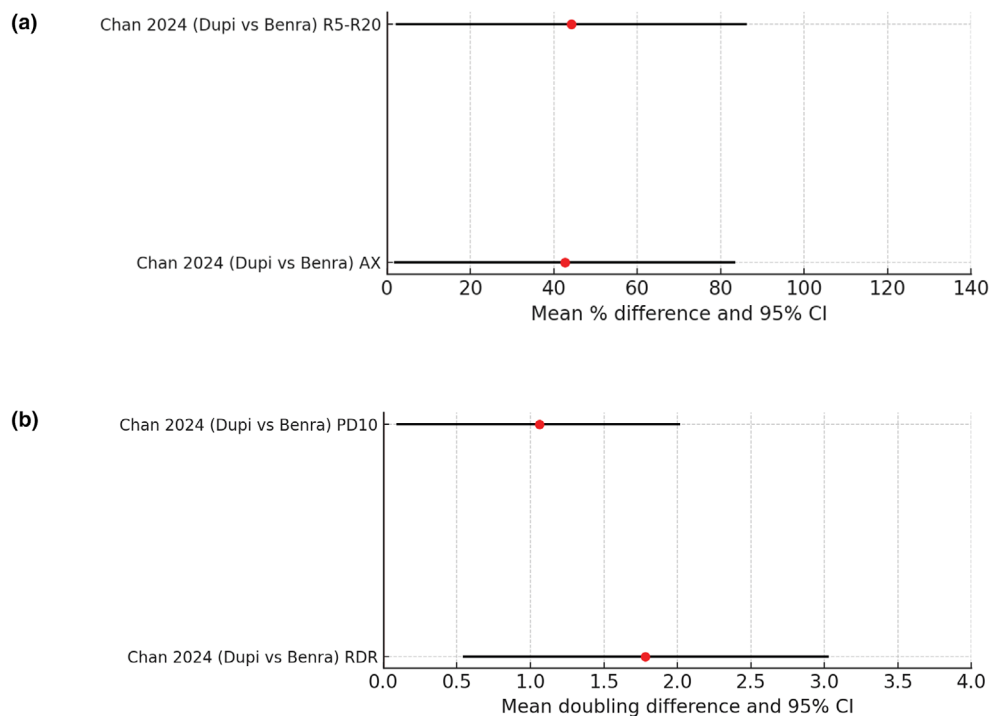 (a)
Chan 2024 (Dupi vs Benra) R5-R20
Chan 2024 (Dupi vs Benra) AX
0 20 40 60 80 100 120 140
Mean % difference and 95% CI
(b)
Chan 2024 (Dupi vs Benra) PD10
Chan 2024 (Dupi vs Benra) RDR
0.0 0.5 1.0 1.5 2.0 2.5 3.0 3.5 4.0
Mean doubling difference and 95% CI